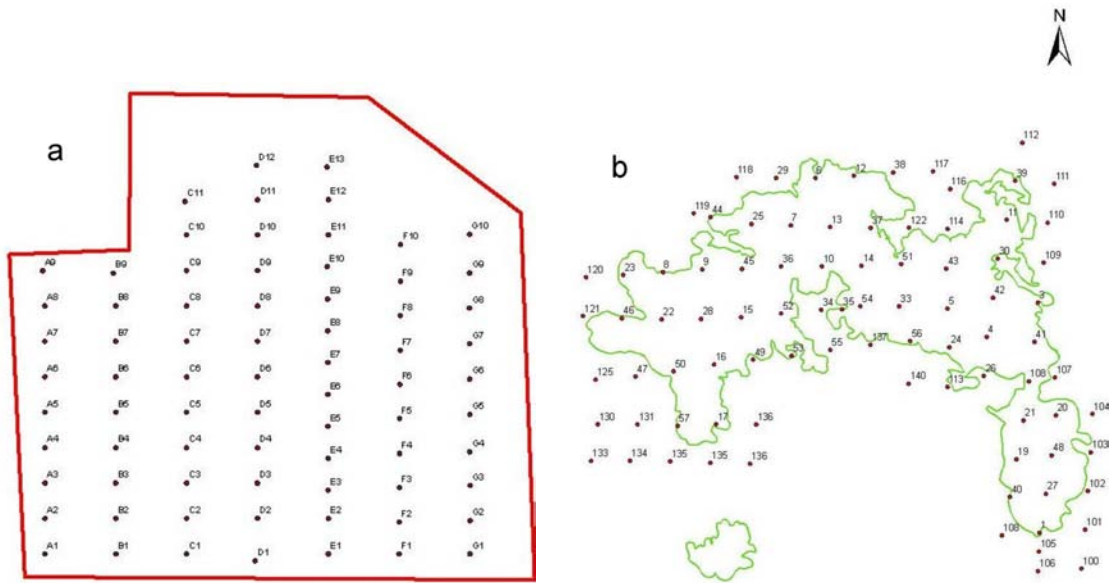 N
a
b
D12 E13
C11 D11 E12
C10 D10 E11 F10 G10
A9 B9 C9 D9 E10 F9 G9
A8 B8 C8 D8 E9 F8 G8
A7 B7 C7 D7 E8 F7 G7
A6 B6 C6 D6 E7 F6 G6
A5 B5 C5 D5 E6 F5 G5
A4 B4 C4 D4 E5 F4 G4
A3 B3 C3 D3 E4 F3 G3
A2 B2 C2 D2 E3 F2 G2
A1 B1 C1 D1 E2 F1 G1
E1
112
118 29 6 12 38 117 116 39 111
119 44 25 7 13 37 122 114 11 110
120 23 8 9 45 36 10 14 51 43 30 109
121 46 22 28 15 52 34 35 54 33 5 42 3
50 16 49 53 55 137 56 24 4 41
125 47 140 113 26 108 107
130 131 57 17 136 21 20 104
133 134 135 135 136 19 48 103
40 27 102
108 1 101
105
106 100